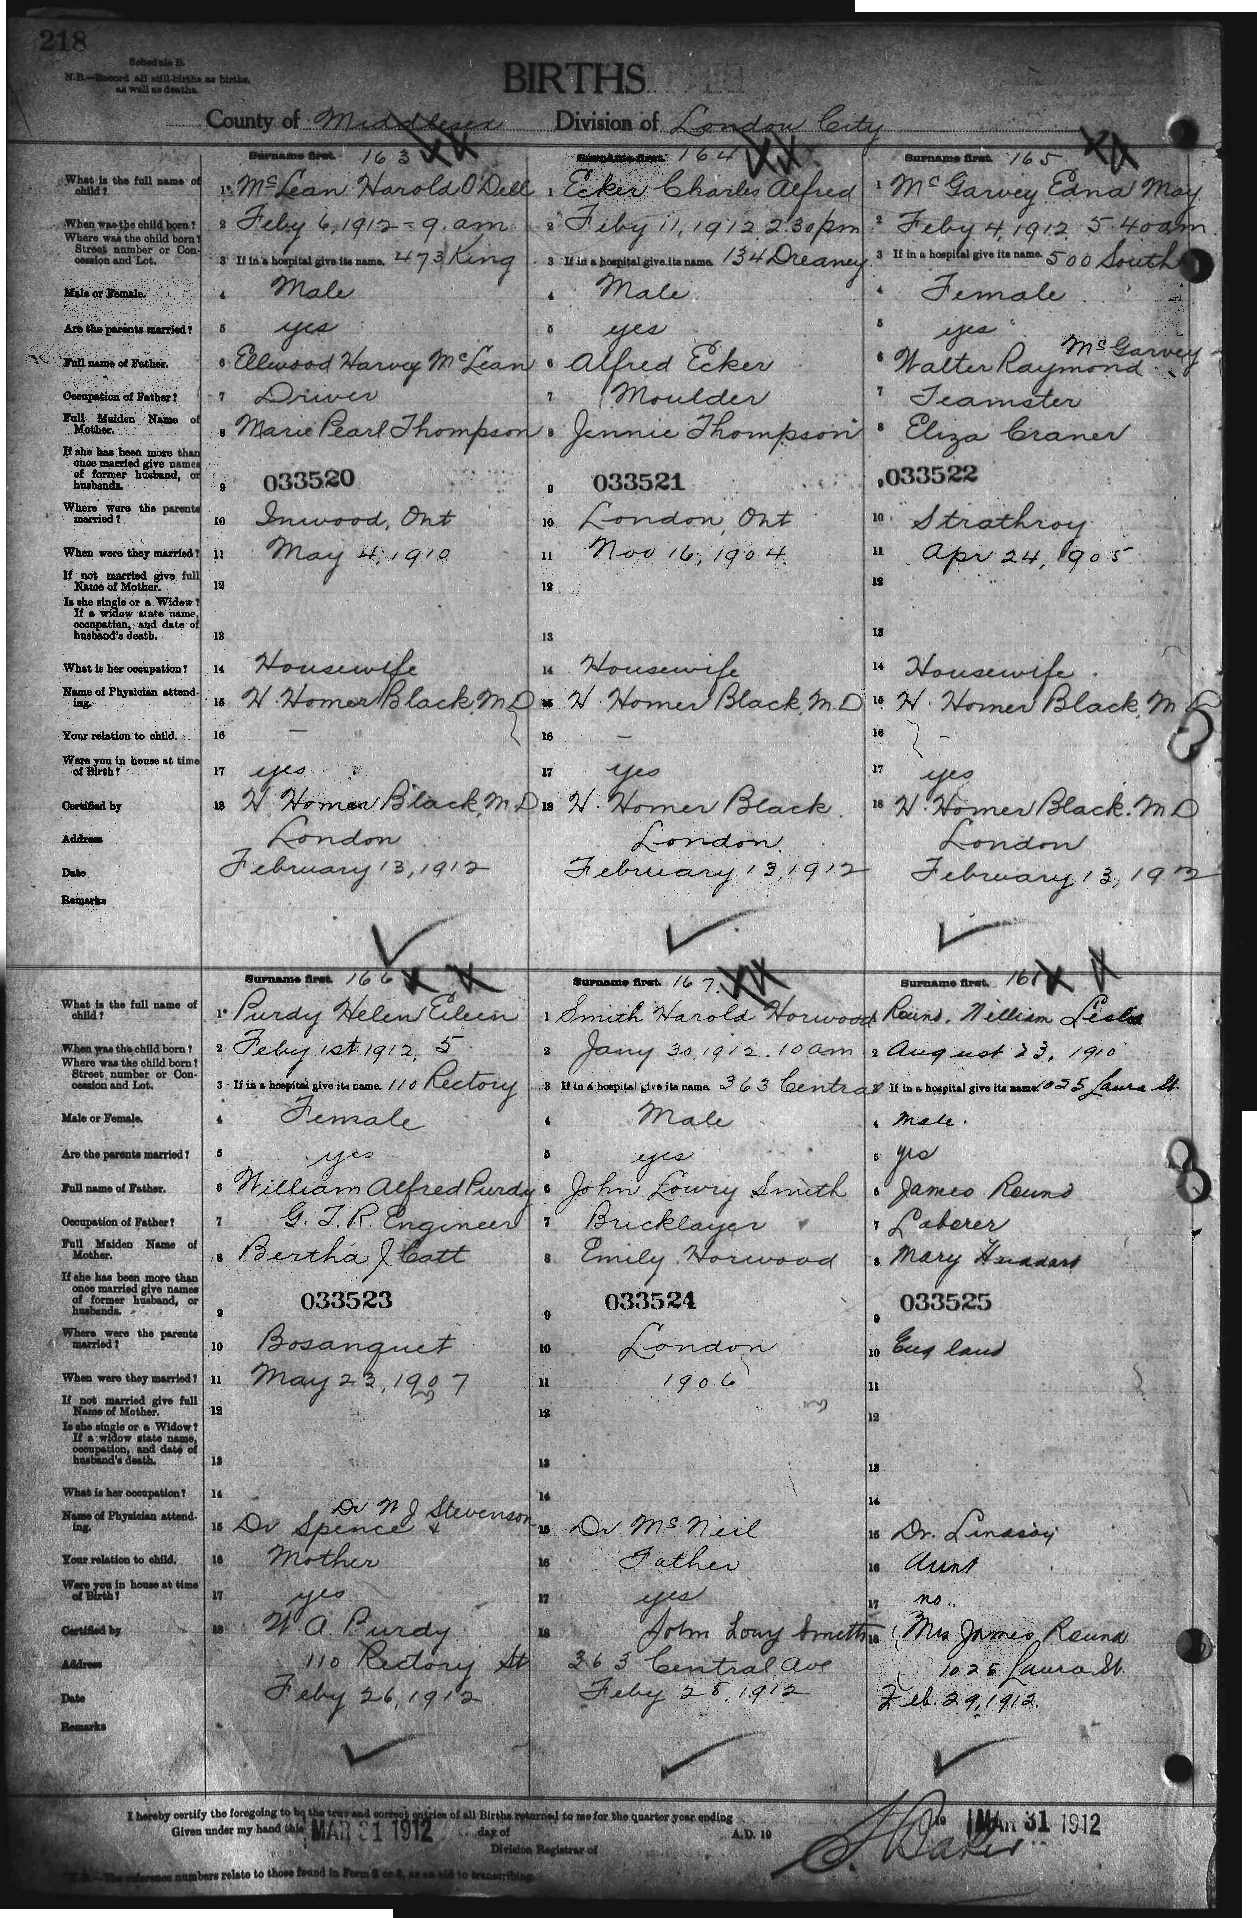 218
Schedule B.
N.B.—Record all still-births as births,
as well as deaths.
BIRTHS
County of Middlesex Division of London City
Surname first. 163 Surname first. 164 Surname first. 165
What is the full name of child? 1 McLean Harold O'Dell 1 Ecker Charles Alfred 1 McGarvey Edna May
When was the child born? 2 Feby 6, 1912 - 9. am 2 Feby 11, 1912 2.30 pm 2 Feby 4, 1912 5.40 am
Where was the child born? Street number or Concession and Lot. 3 If in a hospital give its name. 473 King 3 If in a hospital give its name. 134 Dreaney 3 If in a hospital give its name. 500 South
Male or Female. 4 Male 4 Male 4 Female
Are the parents married? 5 yes 5 yes 5 yes
Full name of Father. 6 Ellwood Harvey McLean 6 Alfred Ecker 6 Walter Raymond McGarvey
Occupation of Father? 7 Driver 7 Moulder 7 Teamster
Full Maiden Name of Mother. 8 Marie Pearl Thompson 8 Jennie Thompson 8 Eliza Craner
If she has been more than once married give names of former husband, or husbands. 9 033520 9 033521 9 033522
Where were the parents married? 10 Inwood, Ont 10 London, Ont 10 Strathroy
When were they married? 11 May 4, 1910 11 Nov 16, 1904 11 Apr 24, 1905
If not married give full Name of Mother. 12 12 12
Is she single or a Widow? If a widow state name, occupation, and date of husband's death. 13 13 13
What is her occupation? 14 Housewife 14 Housewife 14 Housewife
Name of Physician attending. 15 H. Homer Black, M.D 15 H. Homer Black, M.D 15 H. Homer Black, M D
Your relation to child. 16 — 16 — 16 -
Were you in house at time of Birth? 17 yes 17 yes 17 yes
Certified by 18 H. Homer Black, M.D 18 H. Homer Black. 18 H. Homer Black. M D
Address London London London
Date February 13, 1912 February 13, 1912 February 13, 1912
Remarks
Surname first. 166 Surname first. 167 Surname first. 168
What is the full name of child? 1 Purdy Helen Eileen 1 Smith Harold Horwood Round, William Leslie
When was the child born? 2 Feby 1st 1912, 5 2 Jany 30, 1912. 10 am 2 August 23, 1910
Where was the child born? Street number or Concession and Lot. 3 If in a hospital give its name. 110 Rectory 3 If in a hospital give its name. 363 Central If in a hospital give its name. 1025 Laura St.
Male or Female. 4 Female 4 Male 4 Male.
Are the parents married? 5 yes 5 yes 5 yes
Full name of Father. 6 William Alfred Purdy 6 John Lowry Smith 6 James Round
Occupation of Father? 7 G. T. R. Engineer 7 Bricklayer 7 Laborer
Full Maiden Name of Mother. 8 Bertha J Catt 8 Emily Horwood 8 Mary
If she has been more than once married give names of former husband, or husbands. 9 033523 9 033524 9 033525
Where were the parents married? 10 Bosanquet 10 London 10 England
When were they married? 11 May 23, 1907 11 1906 11
If not married give full Name of Mother. 12 12 12
Is she single or a Widow? If a widow state name, occupation, and date of husband's death. 13 13 13
What is her occupation? 14 14 14
Name of Physician attending. 15 Dr Spence & Dr W J Stevenson 15 Dr McNeil 15 Dr. Lindsay
Your relation to child. 16 Mother 16 Father 16 Aunt
Were you in house at time of Birth? 17 yes 17 yes 17 no.
Certified by 18 W A Purdy 18 John Lowry Smith 18 Mrs James Round
Address 110 Rectory St 363 Central Ave 1025 Laura St.
Date Feby 26, 1912 Feby 28, 1912 Feb. 29, 1912.
Remarks
I hereby certify the foregoing to be the true and correct entries of all Births returned to me for the quarter year ending 19 MAR 31 1912
Given under my hand this MAR 31 1912 day of A.D. 19
Division Registrar of
N.B.—The reference numbers relate to those found in Form 2 or 3, as an aid to transcribing.